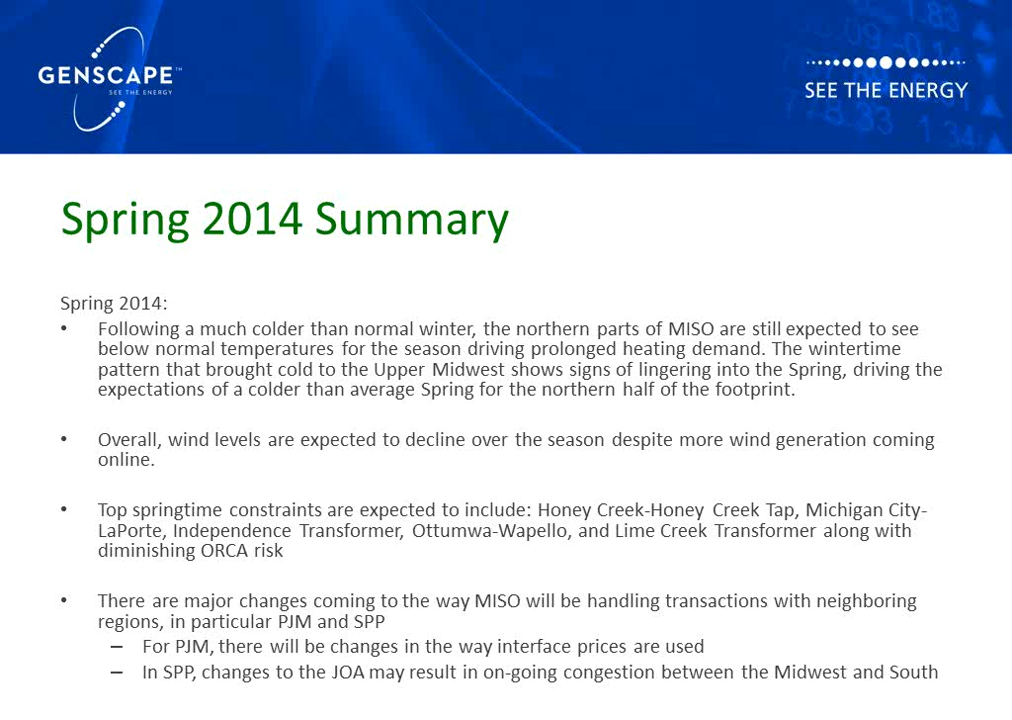 GENSCAPE™
SEE THE ENERGY
SEE THE ENERGY
1.83
1.34
Spring 2014 Summary
Spring 2014:
• Following a much colder than normal winter, the northern parts of MISO are still expected to see
below normal temperatures for the season driving prolonged heating demand. The wintertime
pattern that brought cold to the Upper Midwest shows signs of lingering into the Spring, driving the
expectations of a colder than average Spring for the northern half of the footprint.
• Overall, wind levels are expected to decline over the season despite more wind generation coming
online.
• Top springtime constraints are expected to include: Honey Creek-Honey Creek Tap, Michigan City-
LaPorte, Independence Transformer, Ottumwa-Wapello, and Lime Creek Transformer along with
diminishing ORCA risk
• There are major changes coming to the way MISO will be handling transactions with neighboring
regions, in particular PJM and SPP
– For PJM, there will be changes in the way interface prices are used
– In SPP, changes to the JOA may result in on-going congestion between the Midwest and South